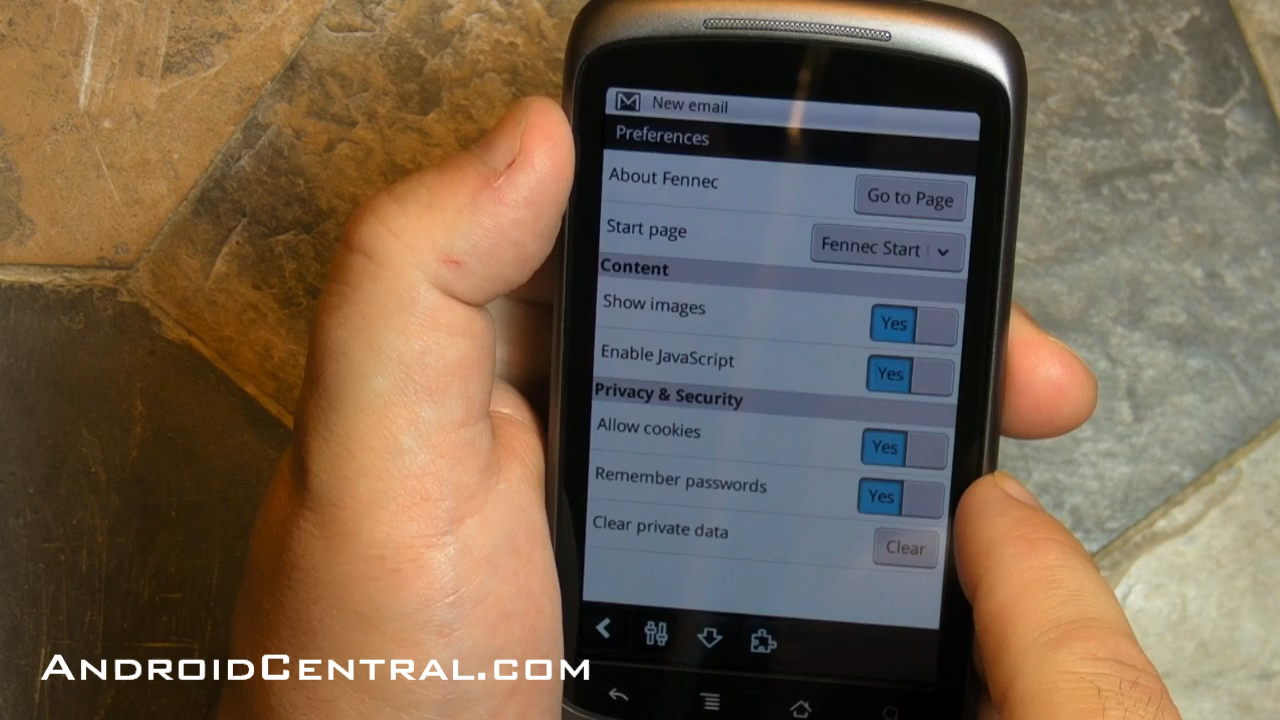 New email
Preferences
About Fennec
Go to Page
Start page
Fennec Start
Content
Show images
Yes
Enable JavaScript
Yes
Privacy & Security
Allow cookies
Yes
Remember passwords
Yes
Clear private data
Clear
AndroidCentral.com